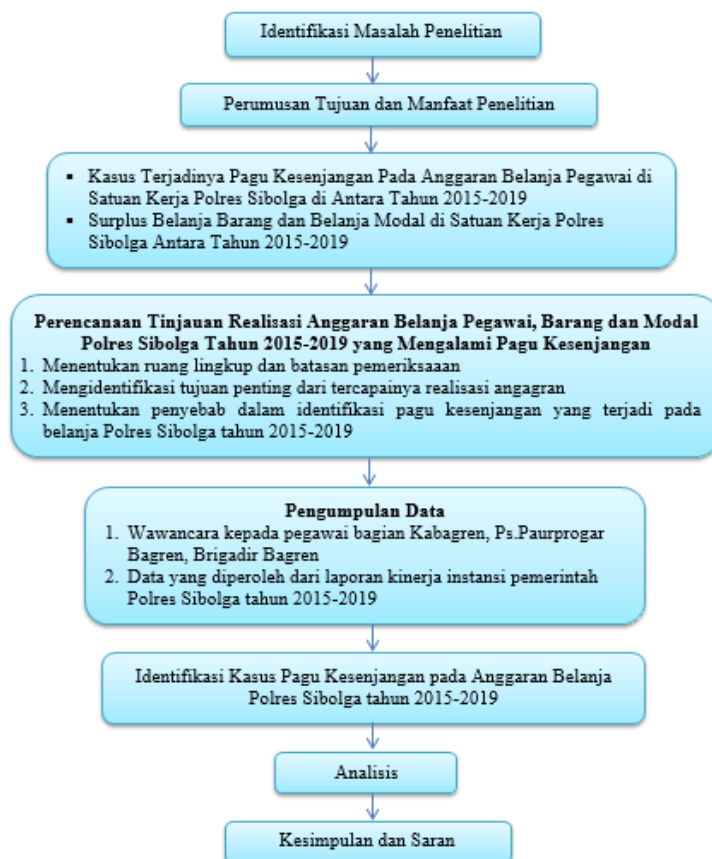 Identifikasi Masalah Penelitian
Perumusan Tujuan dan Manfaat Penelitian
▪ Kasus Terjadinya Pagu Kesenjangan Pada Anggaran Belanja Pegawai di
Satuan Kerja Polres Sibolga di Antara Tahun 2015-2019
▪ Surplus Belanja Barang dan Belanja Modal di Satuan Kerja Polres
Sibolga Antara Tahun 2015-2019
Perencanaan Tinjauan Realisasi Anggaran Belanja Pegawai, Barang dan Modal
Polres Sibolga Tahun 2015-2019 yang Mengalami Pagu Kesenjangan
1. Menentukan ruang lingkup dan batasan pemeriksaaan
2. Mengidentifikasi tujuan penting dari tercapainya realisasi angagran
3. Menentukan penyebab dalam identifikasi pagu kesenjangan yang terjadi pada
belanja Polres Sibolga tahun 2015-2019
Pengumpulan Data
1. Wawancara kepada pegawai bagian Kabagren, Ps.Paurprogar
Bagren, Brigadir Bagren
2. Data yang diperoleh dari laporan kinerja instansi pemerintah
Polres Sibolga tahun 2015-2019
Identifikasi Kasus Pagu Kesenjangan pada Anggaran Belanja
Polres Sibolga tahun 2015-2019
Analisis
Kesimpulan dan Saran